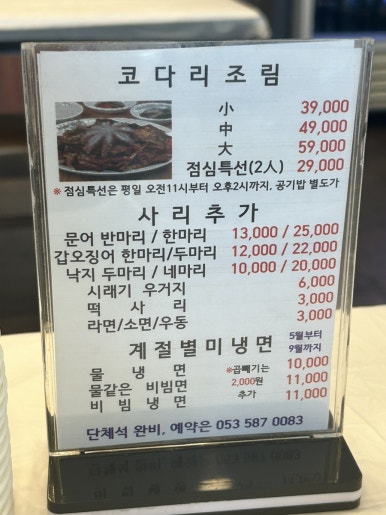 코다리조림
小 39,000
中 49,000
大 59,000
점심특선(2人) 29,000
※ 점심특선은 평일 오전11시부터 오후2시까지, 공기밥 별도가
사리추가
문어 반마리 / 한마리 13,000 / 25,000
갑오징어 한마리/두마리 12,000 / 22,000
낙지 두마리 / 네마리 10,000 / 20,000
시래기 우거지 6,000
떡 사 리 3,000
라면/소면/우동 3,000
계절별미냉면 5월부터 9월까지
물 냉 면 10,000
물같은 비빔면 11,000
비 빔 냉 면 11,000
※곱빼기는
2,000원
추가
단체석 완비, 예약은 053 587 0083